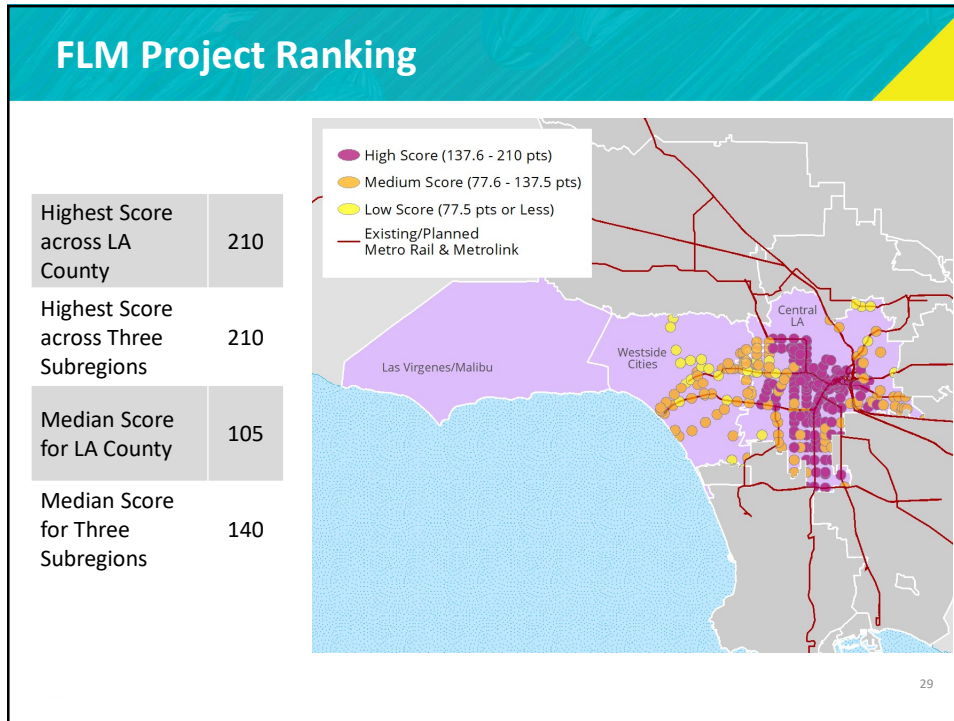 FLM Project Ranking
Highest Score
across LA
County
210
Highest Score
across Three
Subregions
210
Median Score
for LA County
105
Median Score
for Three
Subregions
140
High Score (137.6 - 210 pts)
Medium Score (77.6 - 137.5 pts)
Low Score (77.5 pts or Less)
Existing/Planned
Metro Rail & Metrolink
Central
LA
Westside
Cities
Las Virgenes/Malibu
29